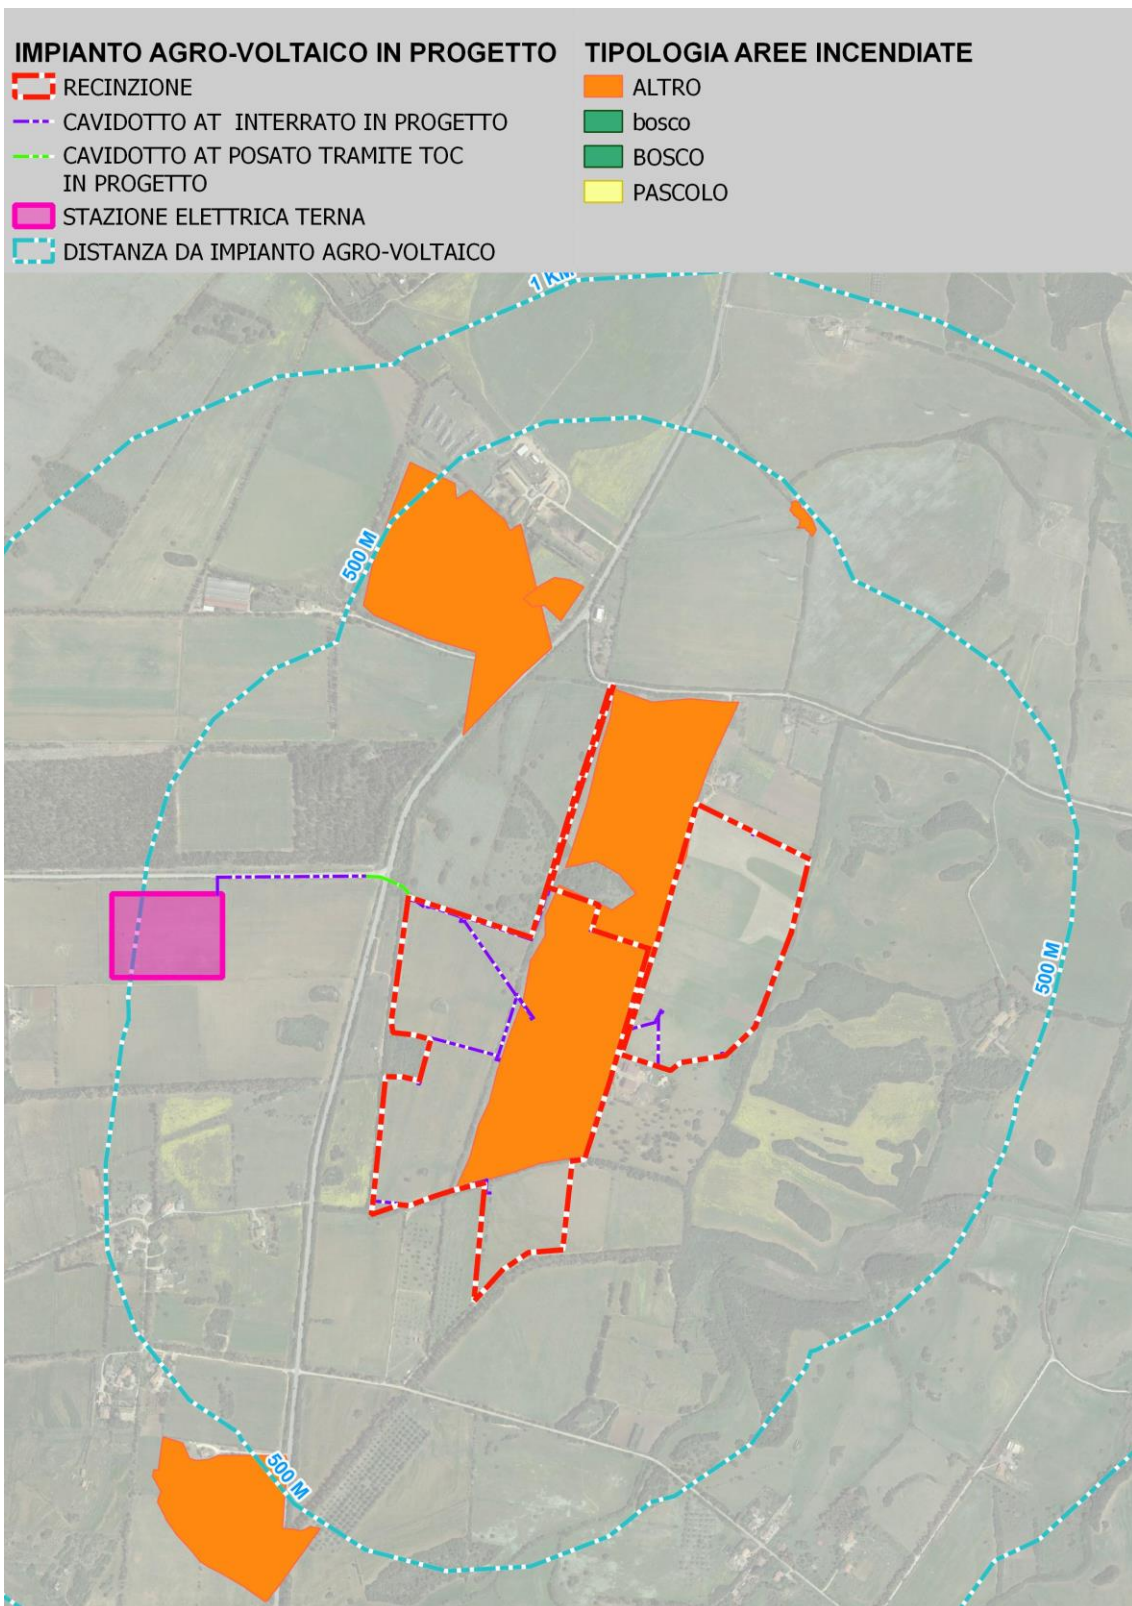 IMPIANTO AGRO-VOLTAICO IN PROGETTO
RECINZIONE
CAVIDOTTO AT INTERRATO IN PROGETTO
CAVIDOTTO AT POSATO TRAMITE TOC
IN PROGETTO
STAZIONE ELETTRICA TERNA
DISTANZA DA IMPIANTO AGRO-VOLTAICO
TIPOLOGIA AREE INCENDIATE
ALTRO
bosco
BOSCO
PASCOLO
1 KM
500 M
500 M
500 M